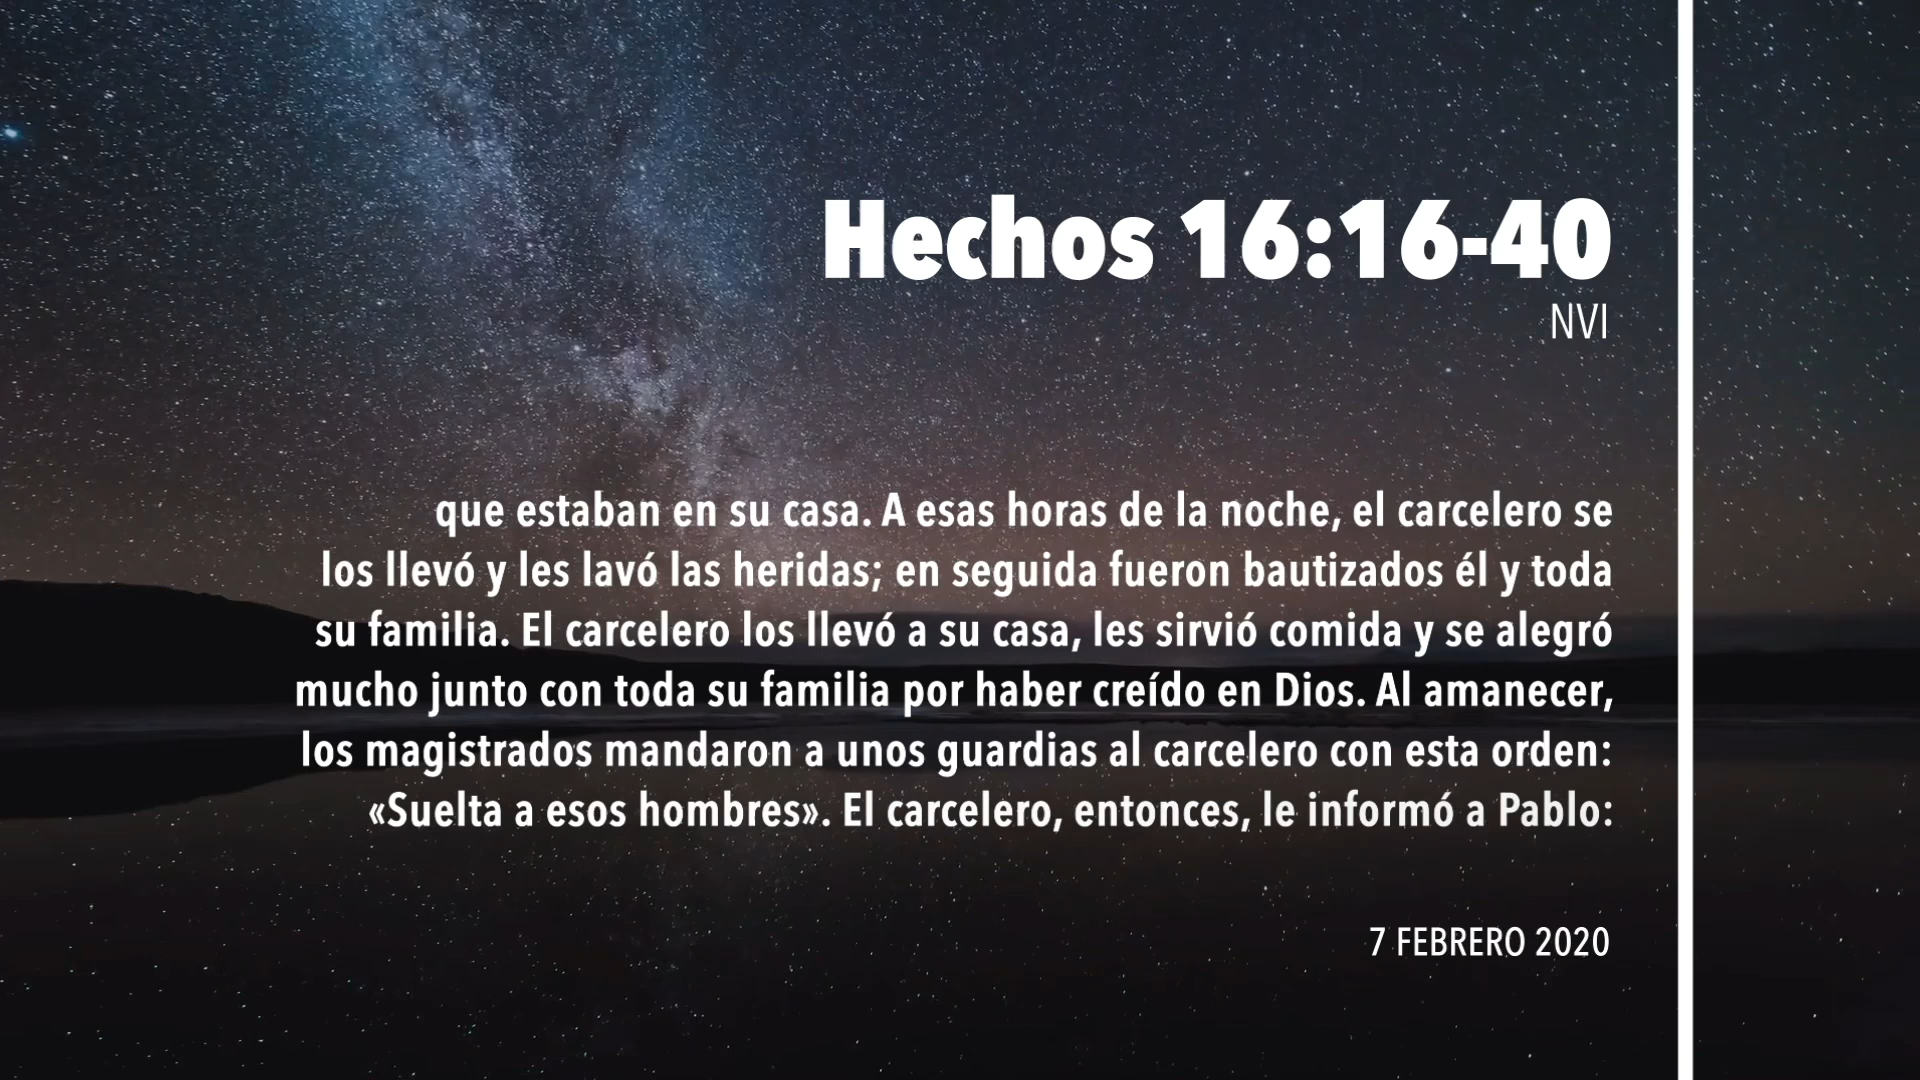 Hechos 16:16-40
NVI
que estaban en su casa. A esas horas de la noche, el carcelero se
los llevó y les lavó las heridas; en seguida fueron bautizados él y toda
su familia. El carcelero los llevó a su casa, les sirvió comida y se alegró
mucho junto con toda su familia por haber creído en Dios. Al amanecer,
los magistrados mandaron a unos guardias al carcelero con esta orden:
«Suelta a esos hombres». El carcelero, entonces, le informó a Pablo:
7 FEBRERO 2020